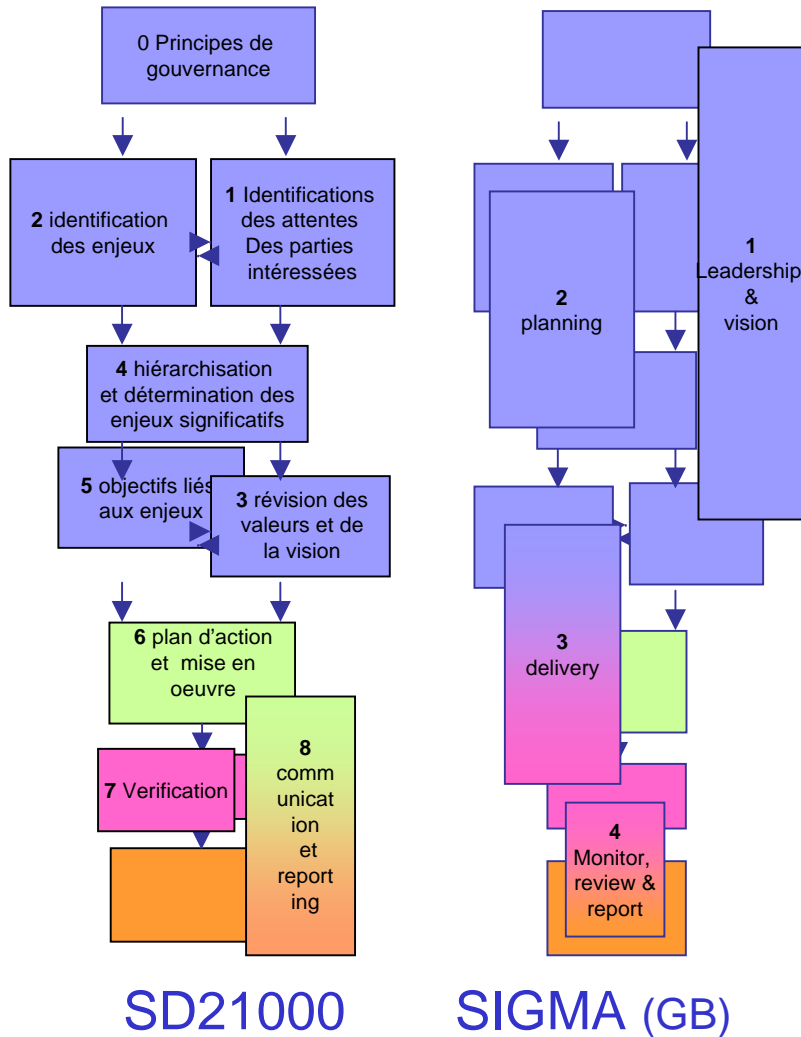 0 Principes de
gouvernance
2 identification
des enjeux
1 Identifications
des attentes
Des parties
intéressées
4 hiérarchisation
et détermination des
enjeux significatifs
5 objectifs liés
aux enjeux
3 révision des
valeurs et de
la vision
6 plan d'action
et mise en
oeuvre
7 Verification
8
comm
unicat
ion
et
report
ing
SD21000
1
Leadership
&
vision
2
planning
3
delivery
4
Monitor,
review &
report
SIGMA (GB)